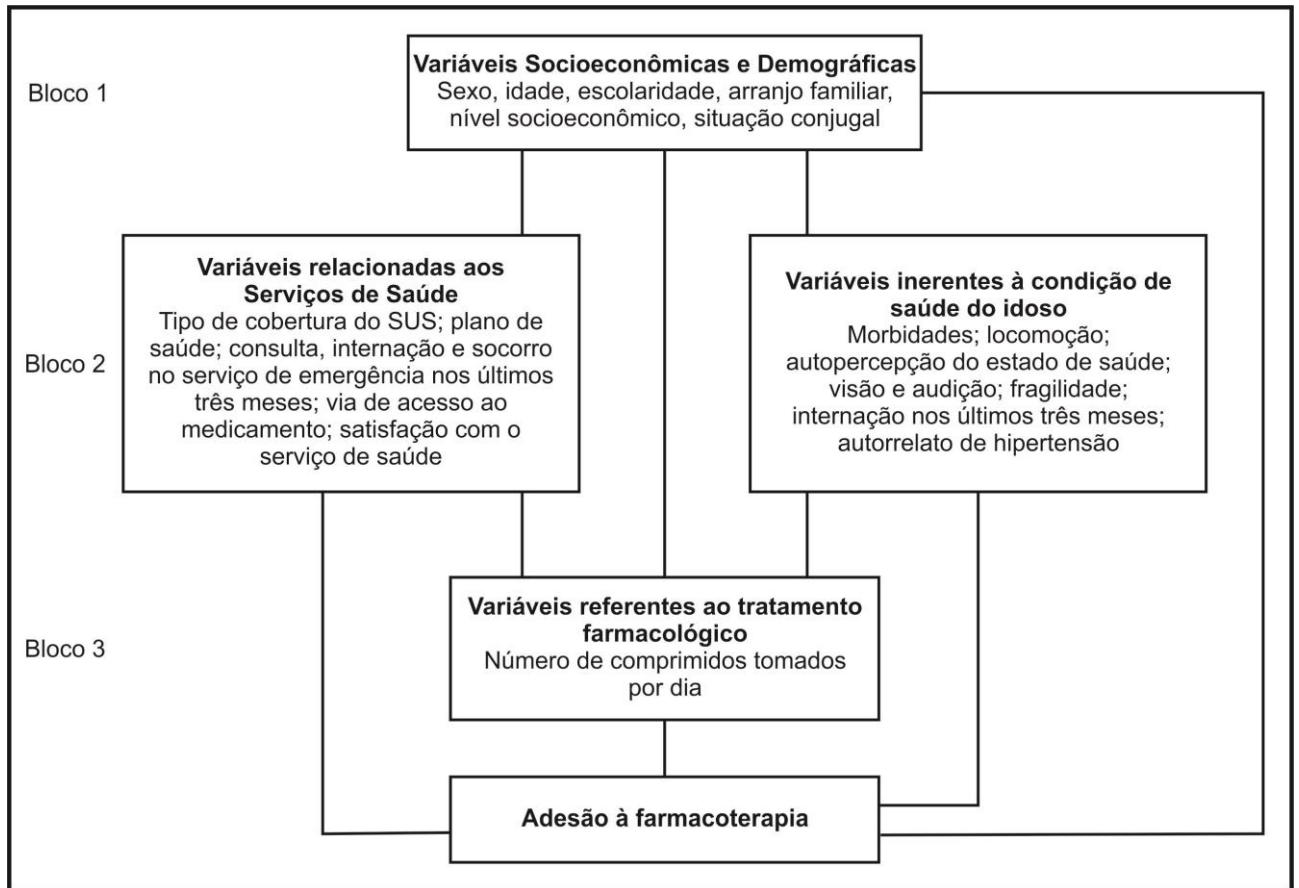 Bloco 1
Variáveis Socioeconômicas e Demográficas
Sexo, idade, escolaridade, arranjo familiar,
nível socioeconômico, situação conjugal
Bloco 2
Variáveis relacionadas aos
Serviços de Saúde
Tipo de cobertura do SUS; plano de
saúde; consulta, internação e socorro
no serviço de emergência nos últimos
três meses; via de acesso ao
medicamento; satisfação com o
serviço de saúde
Variáveis inerentes à condição de
saúde do idoso
Morbidades; locomoção;
autopercepção do estado de saúde;
visão e audição; fragilidade;
internação nos últimos três meses;
autorrelato de hipertensão
Bloco 3
Variáveis referentes ao tratamento
farmacológico
Número de comprimidos tomados
por dia
Adesão à farmacoterapia